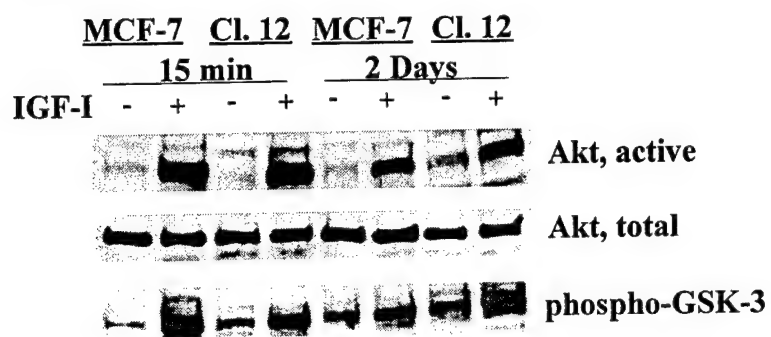 MCF-7 Cl. 12 MCF-7 Cl. 12
15 min 2 Days
IGF-I - + - + - + - +
Akt, active
Akt, total
phospho-GSK-3